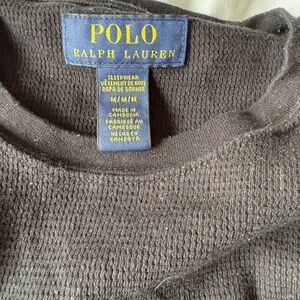 POLO
RALPH LAUREN
SLEEPWEAR
VÊTEMENT DE NUIT
ROPA DE DORMIR
M/M/M
MADE IN
CAMBODIA
FABRIQUÉ AU
CAMBODGE
HECHO EN
CAMBOYA